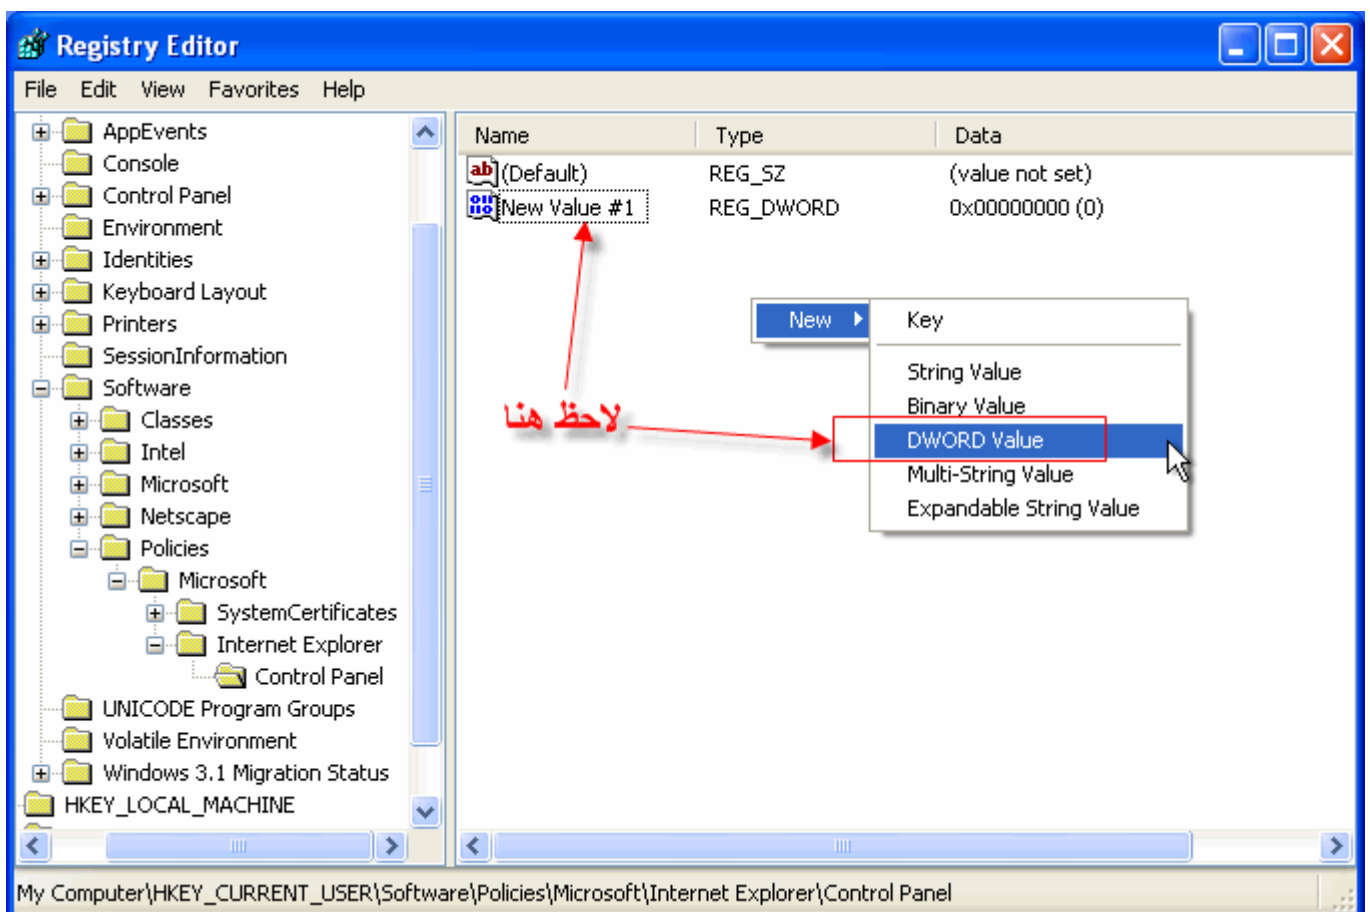 Registry Editor
File Edit View Favorites Help
AppEvents
Console
Control Panel
Environment
Identities
Keyboard Layout
Printers
SessionInformation
Software
Classes
Intel
Microsoft
Netscape
Policies
Microsoft
SystemCertificates
Internet Explorer
Control Panel
UNICODE Program Groups
Volatile Environment
Windows 3.1 Migration Status
HKEY_LOCAL_MACHINE
Name Type Data
(Default) REG_SZ (value not set)
New Value #1 REG_DWORD 0x00000000 (0)
New
Key
String Value
Binary Value
DWORD Value
Multi-String Value
Expandable String Value
لاحظ هنا
My Computer\HKEY_CURRENT_USER\Software\Policies\Microsoft\Internet Explorer\Control Panel